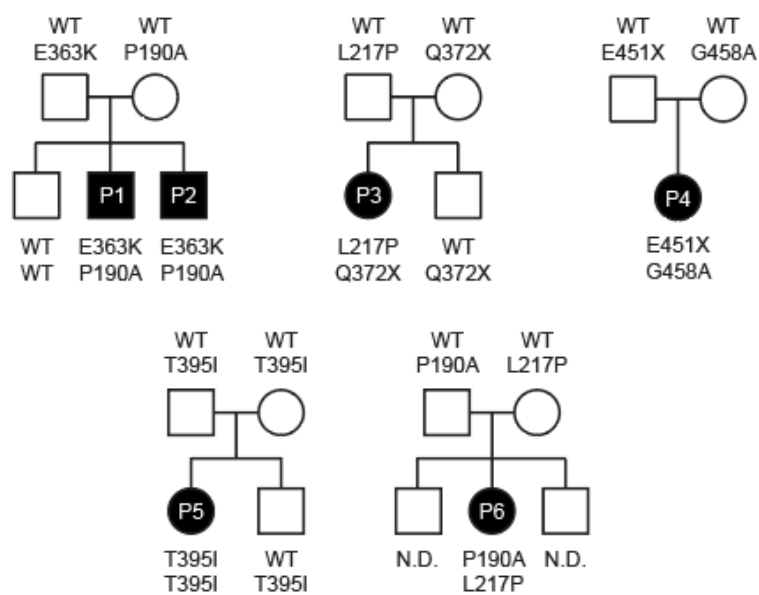 WT WT WT WT WT WT
E363K P190A L217P Q372X E451X G458A
P1 P2 P3 P4
WT E363K E363K L217P WT E451X
WT P190A P190A Q372X Q372X G458A
WT WT WT WT
T395I T395I P190A L217P
P5 P6
T395I WT N.D. P190A N.D.
T395I T395I L217P